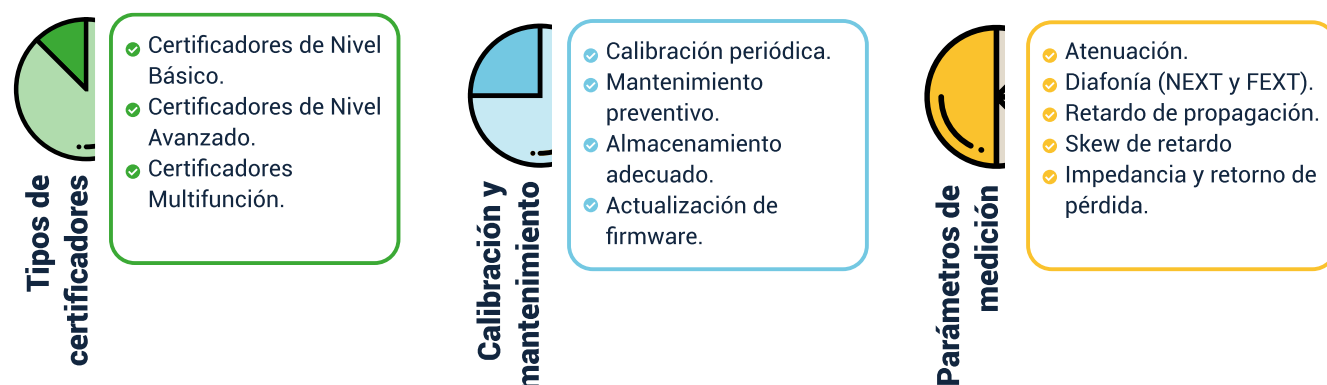 Tipos de
certificadores
Certificadores de Nivel
Básico.
Certificadores de Nivel
Avanzado.
Certificadores
Multifunción.
Calibración y
mantenimiento
Calibración periódica.
Mantenimiento
preventivo.
Almacenamiento
adecuado.
Actualización de
firmware.
Parámetros de
medición
Atenuación.
Diafonía (NEXT y FEXT).
Retardo de propagación.
Skew de retardo
Impedancia y retorno de
pérdida.